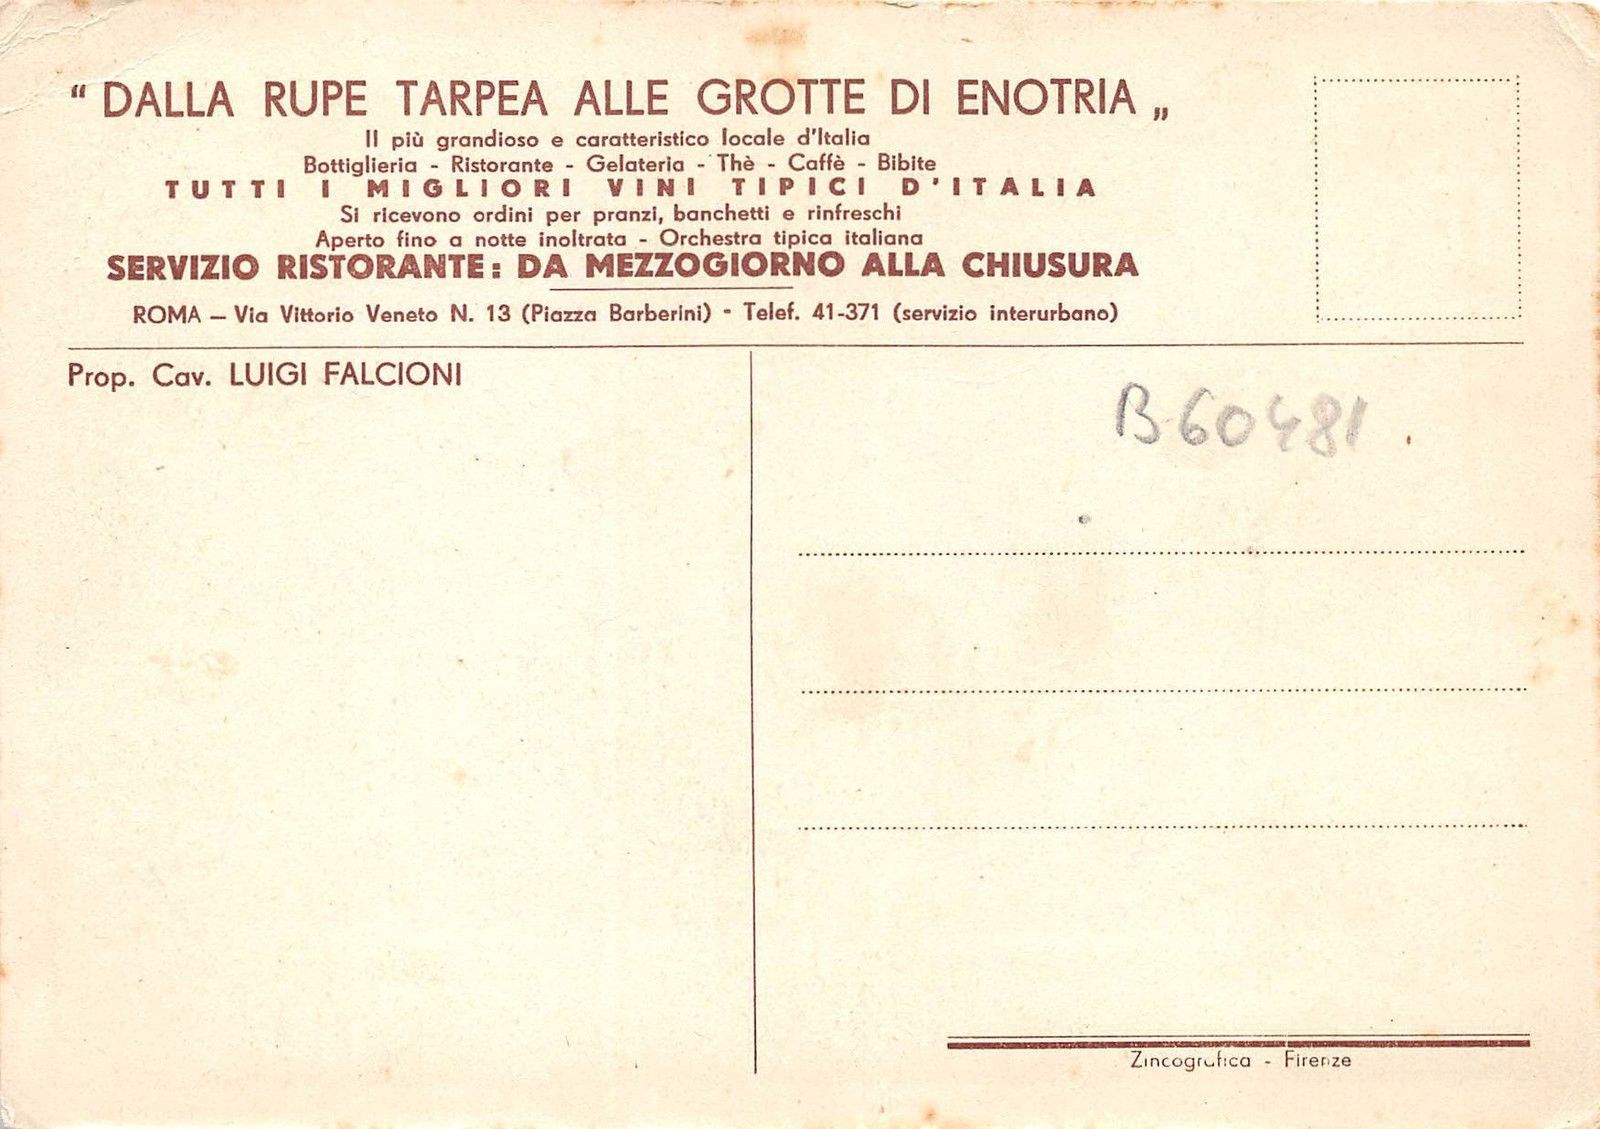 “ DALLA RUPE TARPEA ALLE GROTTE DI ENOTRIA „
Il più grandioso e caratteristico locale d'Italia
Bottiglieria - Ristorante - Gelateria - Thè - Caffè - Bibite
TUTTI I MIGLIORI VINI TIPICI D'ITALIA
Si ricevono ordini per pranzi, banchetti e rinfreschi
Aperto fino a notte inoltrata - Orchestra tipica italiana
SERVIZIO RISTORANTE: DA MEZZOGIORNO ALLA CHIUSURA
ROMA – Via Vittorio Veneto N. 13 (Piazza Barberini) - Telef. 41-371 (servizio interurbano)
Prop. Cav. LUIGI FALCIONI
B60481
Zincografica - Firenze